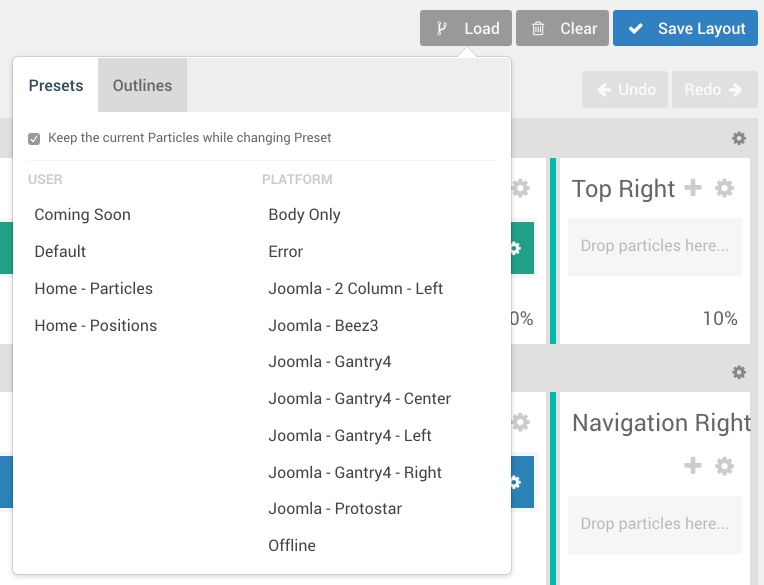 Load
Clear
Save Layout
Presets
Outlines
Undo
Redo
Keep the current Particles while changing Preset
USER
Coming Soon
Default
Home - Particles
Home - Positions
PLATFORM
Body Only
Error
Joomla - 2 Column - Left
Joomla - Beez3
Joomla - Gantry4
Joomla - Gantry4 - Center
Joomla - Gantry4 - Left
Joomla - Gantry4 - Right
Joomla - Protostar
Offline
Top Right
Drop particles here...
0%
10%
Navigation Right
Drop particles here...